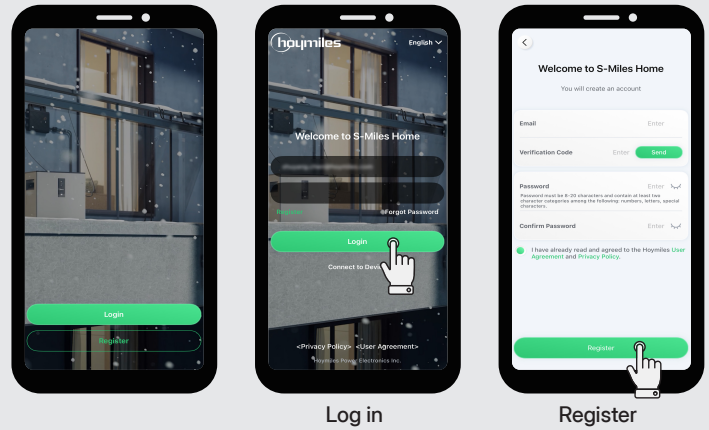 Login
Register
hoymiles
English
Welcome to S-Miles Home
Register
Forgot Password
Login
Connect to
<Privacy Policy> <User Agreement>
Hoymiles Power Electronics Inc.
Log in
Welcome to S-Miles Home
You will create an account
Email Enter
Verification Code Enter Send
Password Enter
Password must be 8-20 characters and contain at least two
character categories among the following: numbers, letters, special
characters.
Confirm Password Enter
I have already read and agreed to the Hoymiles User
Agreement and Privacy Policy.
Register
Register